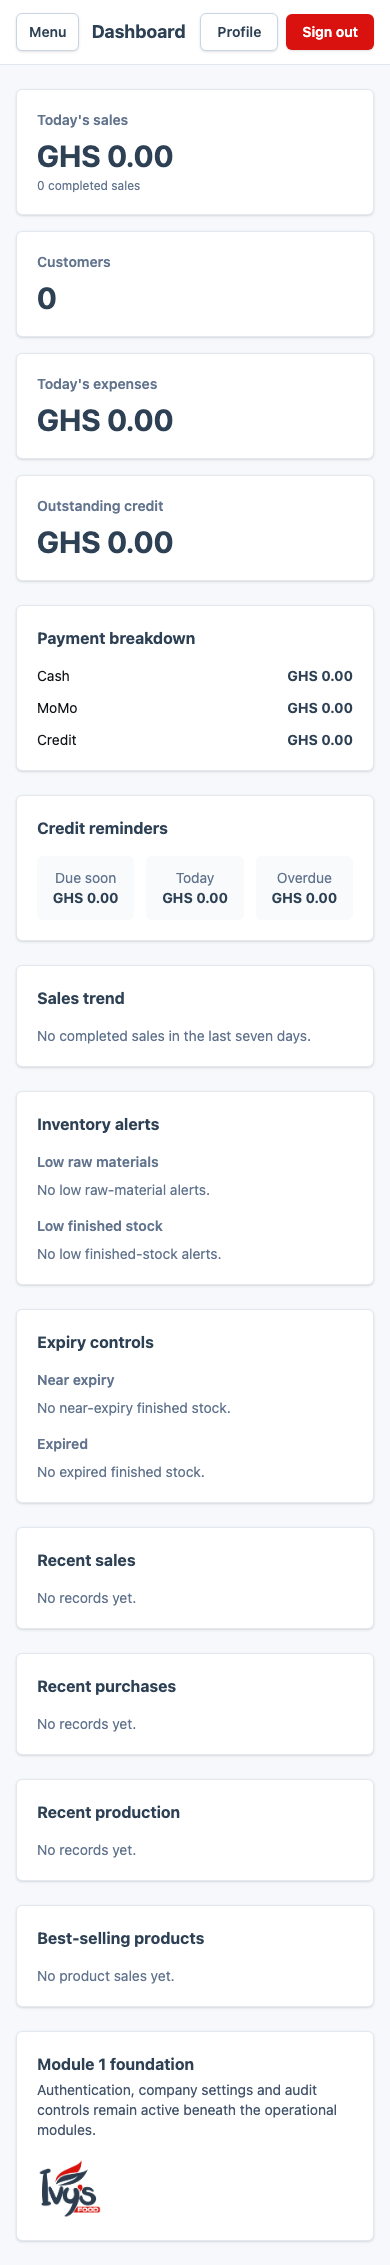 Menu Dashboard Profile Sign out
Today's sales
GHS 0.00
0 completed sales
Customers
0
Today's expenses
GHS 0.00
Outstanding credit
GHS 0.00
Payment breakdown
Cash GHS 0.00
MoMo GHS 0.00
Credit GHS 0.00
Credit reminders
Due soon Today Overdue
GHS 0.00 GHS 0.00 GHS 0.00
Sales trend
No completed sales in the last seven days.
Inventory alerts
Low raw materials
No low raw-material alerts.
Low finished stock
No low finished-stock alerts.
Expiry controls
Near expiry
No near-expiry finished stock.
Expired
No expired finished stock.
Recent sales
No records yet.
Recent purchases
No records yet.
Recent production
No records yet.
Best-selling products
No product sales yet.
Module 1 foundation
Authentication, company settings and audit
controls remain active beneath the operational
modules.
Ivy's
FOOD